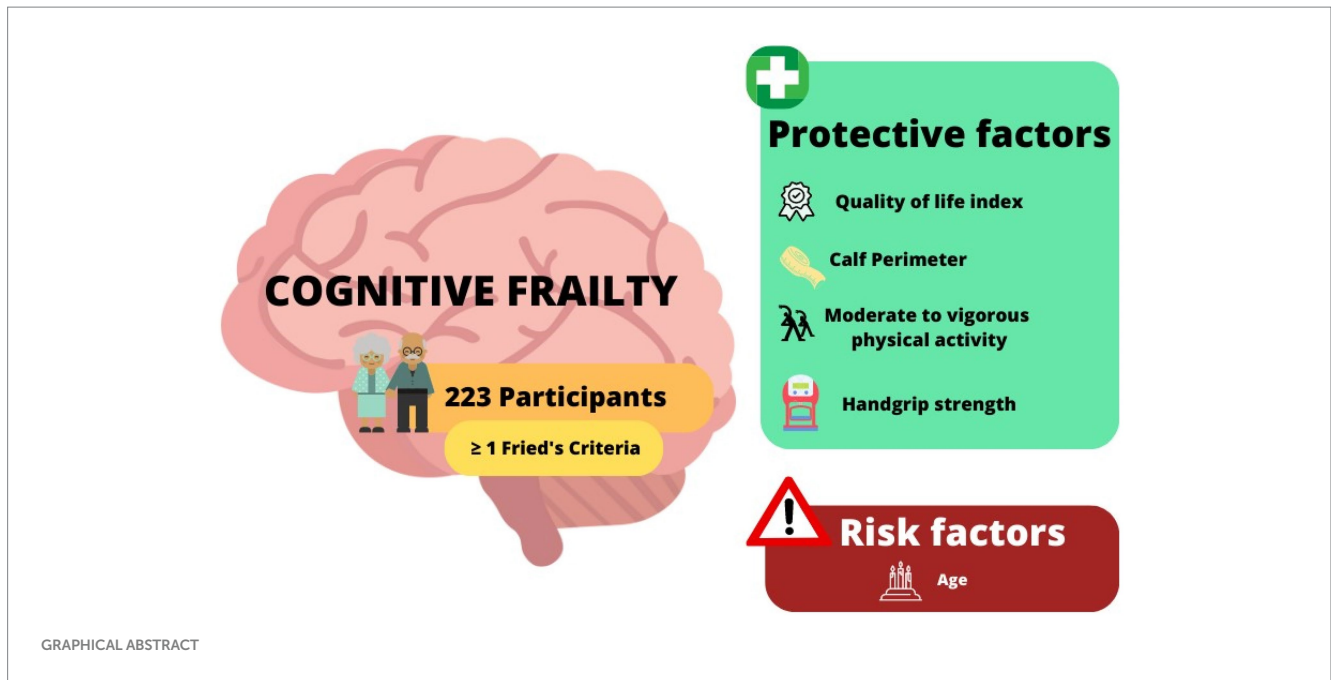 COGNITIVE FRAILTY
223 Participants
≥ 1 Fried's Criteria
Protective factors
Quality of life index
Calf Perimeter
Moderate to vigorous
physical activity
Handgrip strength
Risk factors
Age
GRAPHICAL ABSTRACT